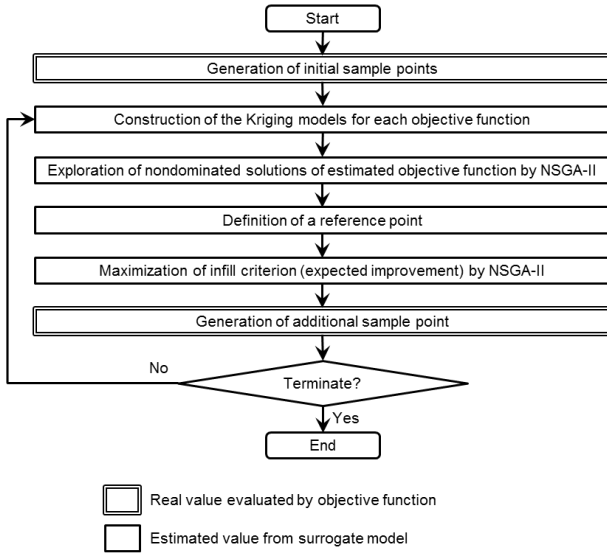 Start
Generation of initial sample points
Construction of the Kriging models for each objective function
Exploration of nondominated solutions of estimated objective function by NSGA-II
Definition of a reference point
Maximization of infill criterion (expected improvement) by NSGA-II
Generation of additional sample point
No
Terminate?
Yes
End
Real value evaluated by objective function
Estimated value from surrogate model